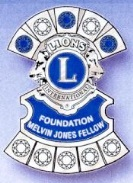 LIONS
L
INTERNATIONAL
FOUNDATION
MELVIN JONES FELLOW